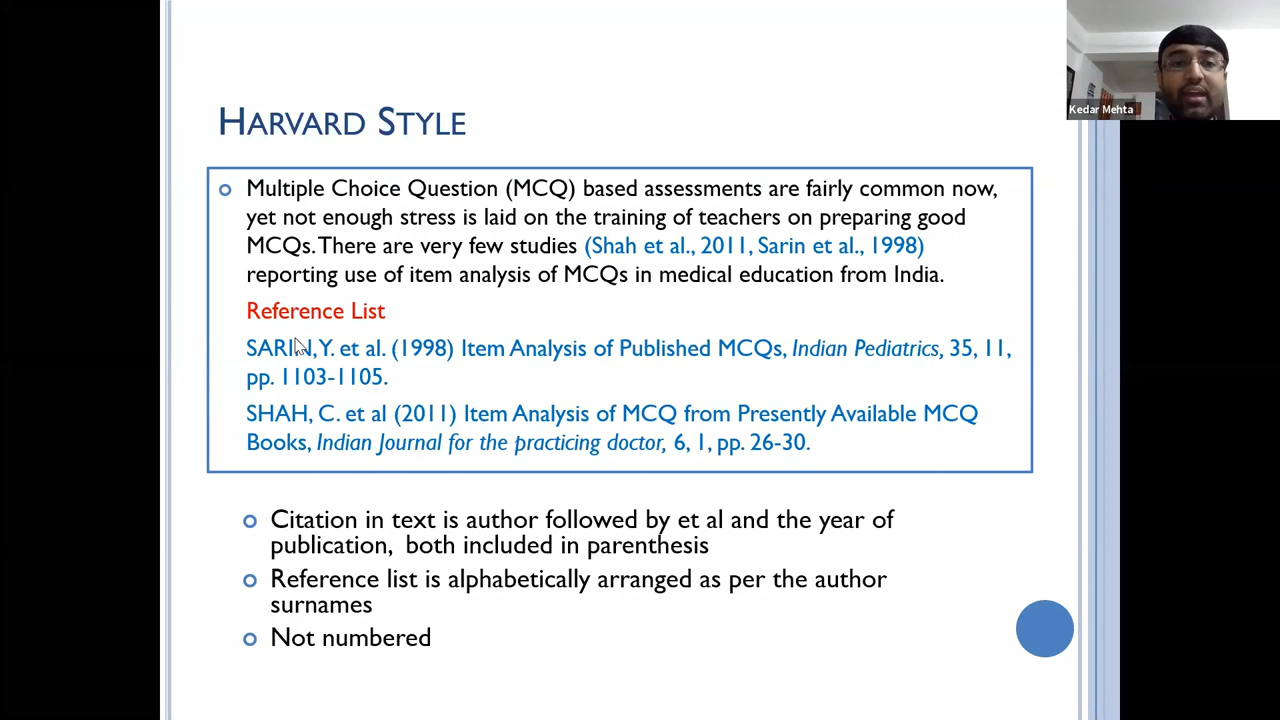 Kedar Mehta
HARVARD STYLE
Multiple Choice Question (MCQ) based assessments are fairly common now,
yet not enough stress is laid on the training of teachers on preparing good
MCQs. There are very few studies (Shah et al., 2011, Sarin et al., 1998)
reporting use of item analysis of MCQs in medical education from India.
Reference List
SARIN, Y. et al. (1998) Item Analysis of Published MCQs, Indian Pediatrics, 35, 11,
pp. 1103-1105.
SHAH, C. et al (2011) Item Analysis of MCQ from Presently Available MCQ
Books, Indian Journal for the practicing doctor, 6, 1, pp. 26-30.
Citation in text is author followed by et al and the year of
publication, both included in parenthesis
Reference list is alphabetically arranged as per the author
surnames
Not numbered